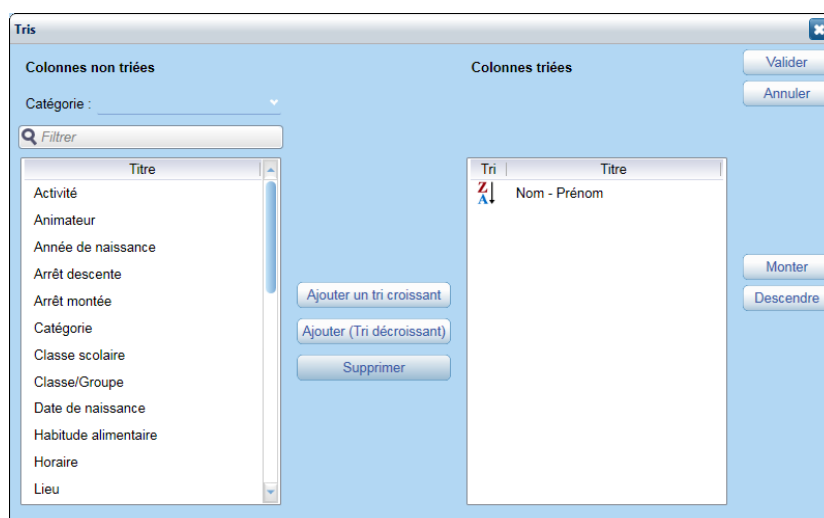 Tris
Colonnes non triées
Colonnes triées
Valider
Annuler
Catégorie :
Filtrer
Titre
Activité
Animateur
Année de naissance
Arrêt descente
Arrêt montée
Catégorie
Classe scolaire
Classe/Groupe
Date de naissance
Habitude alimentaire
Horaire
Lieu
Ajouter un tri croissant
Ajouter (Tri décroissant)
Supprimer
Tri Titre
Z
A
Nom - Prénom
Monter
Descendre